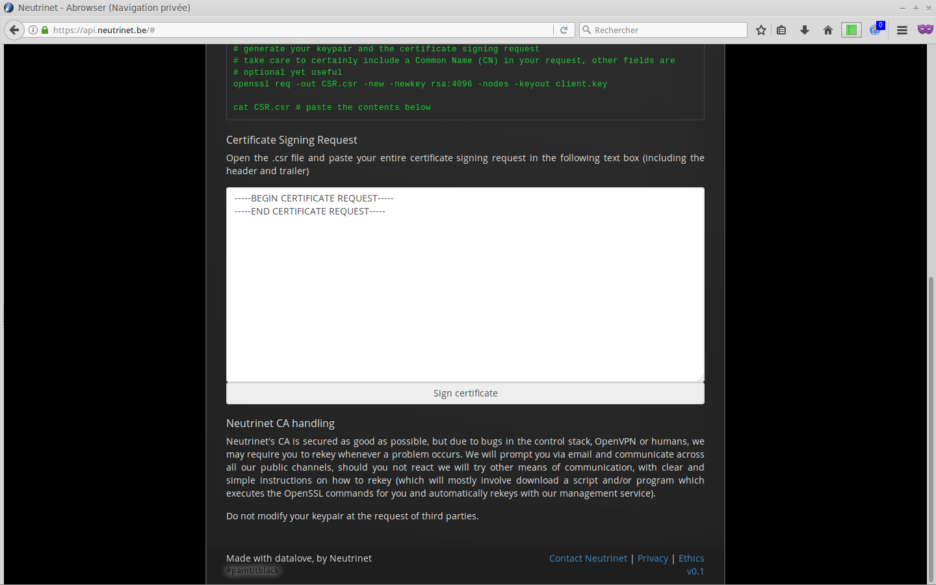 Neutrinet - Abrowser (Navigation privée)
https://api.neutrinet.be/#
Rechercher
0
# generate your keypair and the certificate signing request
# take care to certainly include a Common Name (CN) in your request, other fields are
# optional yet useful
openssl req -out CSR.csr -new -newkey rsa:4096 -nodes -keyout client.key
cat CSR.csr # paste the contents below
Certificate Signing Request
Open the .csr file and paste your entire certificate signing request in the following text box (including the
header and trailer)
-----BEGIN CERTIFICATE REQUEST-----
-----END CERTIFICATE REQUEST-----
Sign certificate
Neutrinet CA handling
Neutrinet's CA is secured as good as possible, but due to bugs in the control stack, OpenVPN or humans, we
may require you to rekey whenever a problem occurs. We will prompt you via email and communicate across
all our public channels, should you not react we will try other means of communication, with clear and
simple instructions on how to rekey (which will mostly involve download a script and/or program which
executes the OpenSSL commands for you and automatically rekeys with our management service).
Do not modify your keypair at the request of third parties.
Made with datalove, by Neutrinet
#paintitblack
Contact Neutrinet | Privacy | Ethics
v0.1